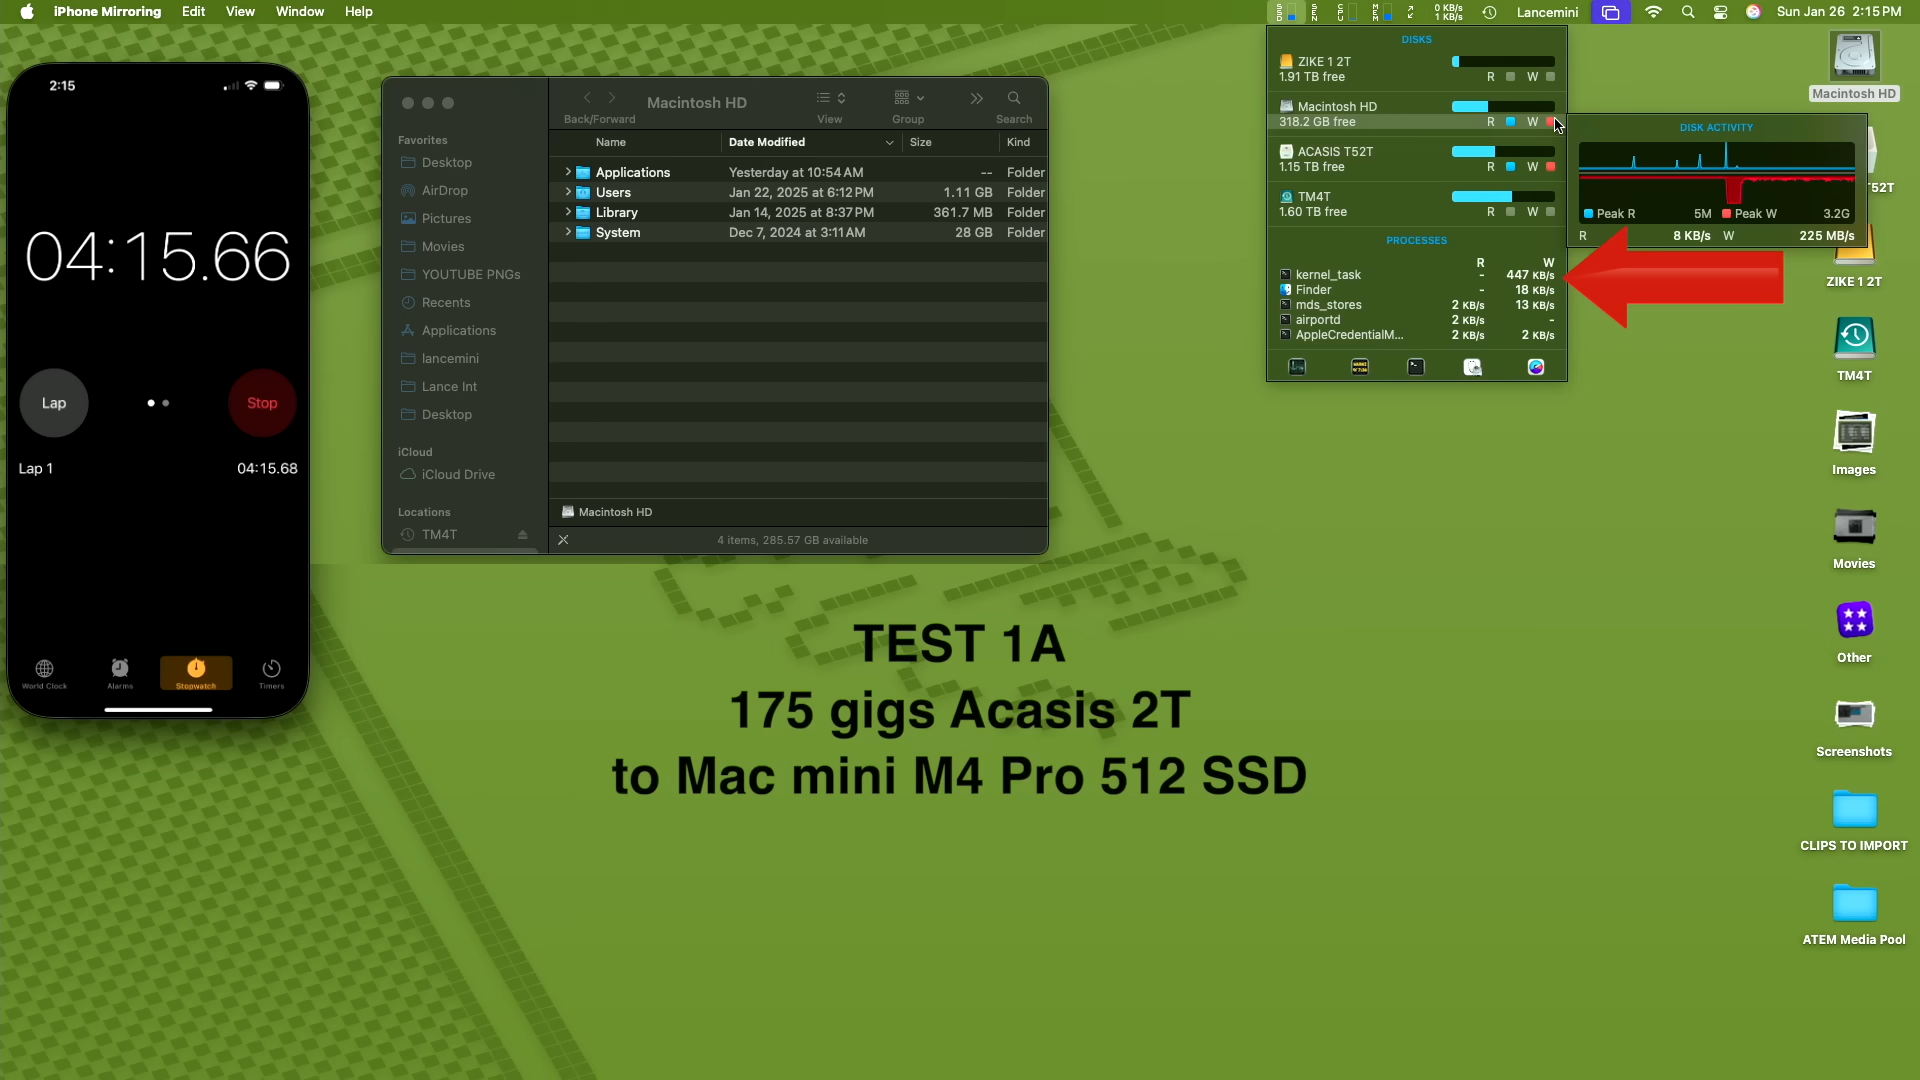 iPhone Mirroring Edit View Window Help
SSD SEN CPU MEM 0 KB/s 1 KB/s Lancemini Sun Jan 26 2:15 PM
2:15
04:15.66
Lap Stop
Lap 1 04:15.68
World Clock Alarms Stopwatch Timers
Macintosh HD
Back/Forward View Group Search
Name Date Modified Size Kind
Applications Yesterday at 10:54 AM -- Folder
Users Jan 22, 2025 at 6:12 PM 1.11 GB Folder
Library Jan 14, 2025 at 8:37 PM 361.7 MB Folder
System Dec 7, 2024 at 3:11 AM 28 GB Folder
Favorites
Desktop
AirDrop
Pictures
Movies
YOUTUBE PNGs
Recents
Applications
lancemini
Lance Int
Desktop
iCloud
iCloud Drive
Locations
TM4T
Macintosh HD
4 items, 285.57 GB available
DISKS
ZIKE 1 2T
1.91 TB free R W
Macintosh HD
318.2 GB free R W
ACASIS T52T
1.15 TB free R W
TM4T
1.60 TB free R W
PROCESSES
R W
kernel_task - 447 KB/s
Finder - 18 KB/s
mds_stores 2 KB/s 13 KB/s
airportd 2 KB/s -
AppleCredentialM... 2 KB/s 2 KB/s
DISK ACTIVITY
Peak R 5M Peak W 3.2G
R 8 KB/s W 225 MB/s
Macintosh HD
T52T
ZIKE 1 2T
TM4T
Images
Movies
Other
Screenshots
CLIPS TO IMPORT
ATEM Media Pool
TEST 1A
175 gigs Acasis 2T
to Mac mini M4 Pro 512 SSD